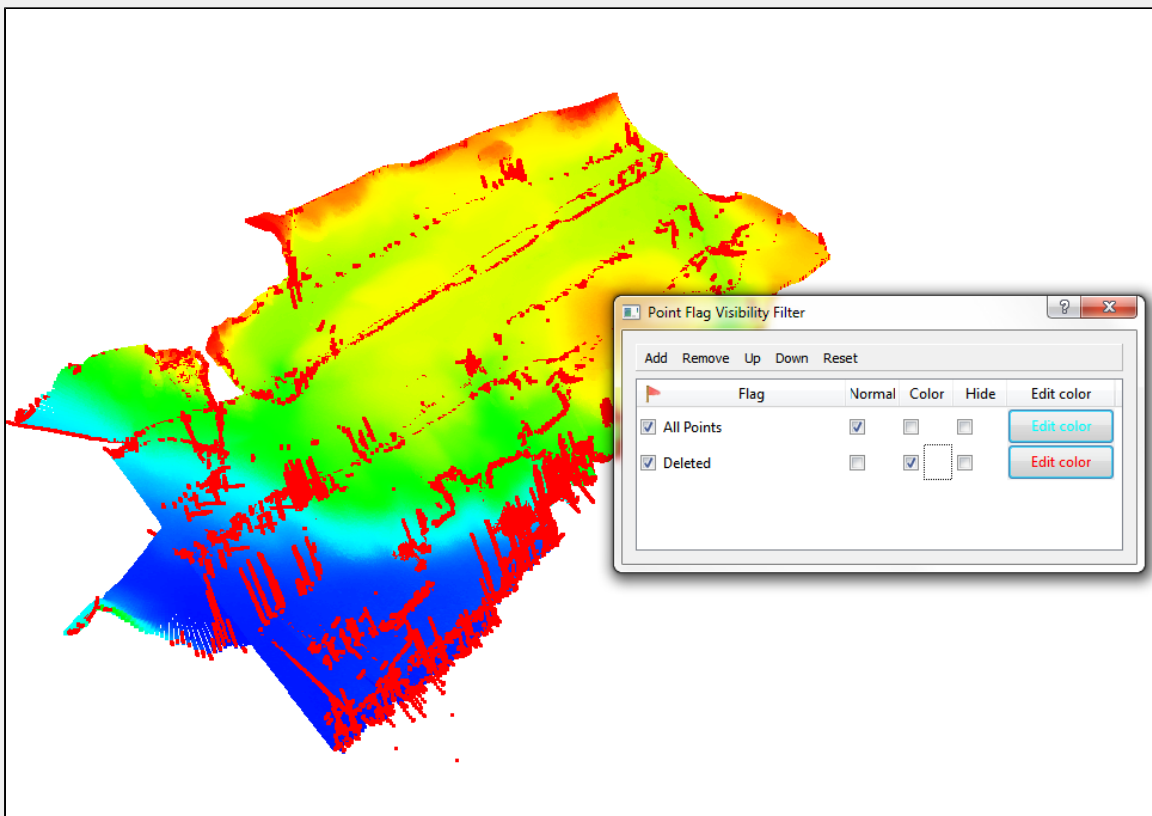 Point Flag Visibility Filter
Add Remove Up Down Reset
Flag Normal Color Hide Edit color
All Points Edit color
Deleted Edit color